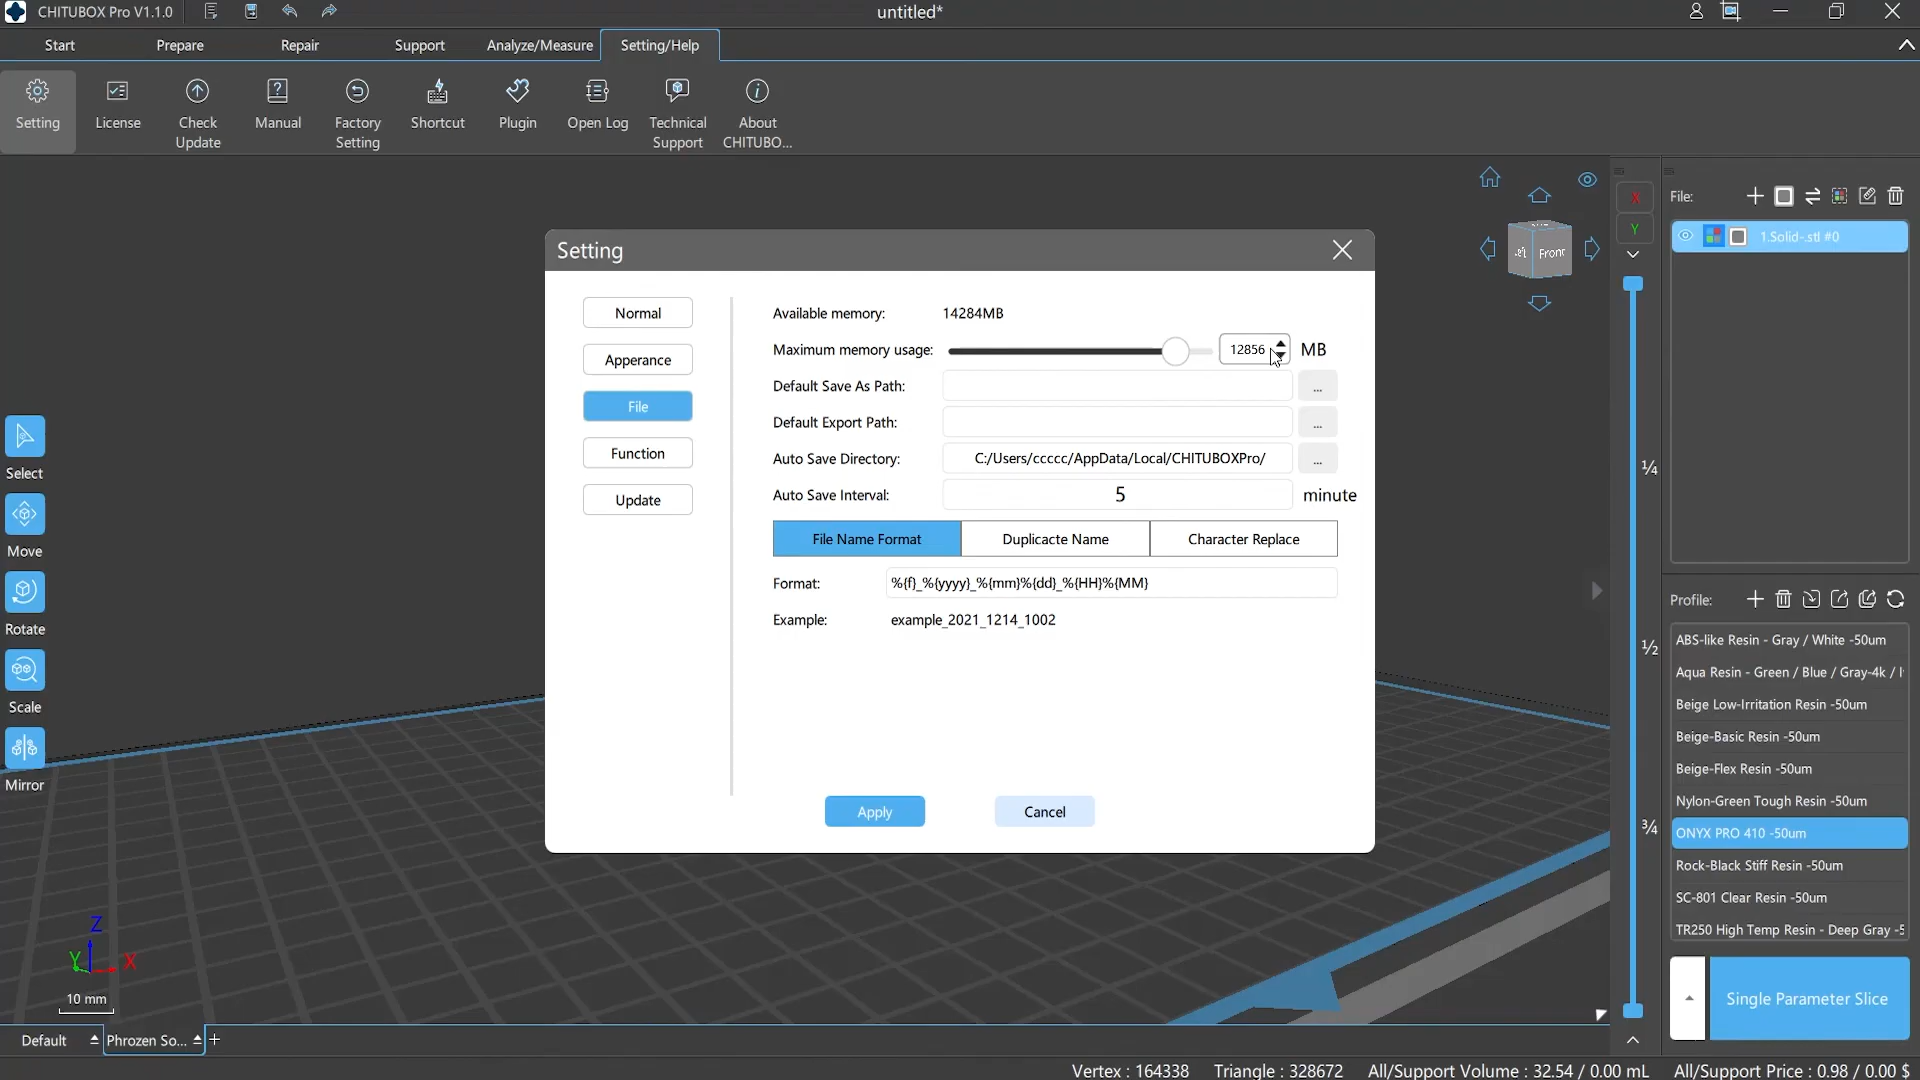 CHITUBOX Pro V1.1.0
untitled*
Start
Prepare
Repair
Support
Analyze/Measure
Setting/Help
Setting
License
Check
Update
Manual
Factory
Setting
Shortcut
Plugin
Open Log
Technical
Support
About
CHITUBO...
Front
X
Y
File:
1.Solid-.stl #0
Setting
Normal
Apperance
File
Function
Update
Available memory:
14284MB
Maximum memory usage:
12856
MB
Default Save As Path:
...
Default Export Path:
...
Auto Save Directory:
C:/Users/ccccc/AppData/Local/CHITUBOXPro/
...
Auto Save Interval:
5
minute
File Name Format
Duplicacte Name
Character Replace
Format:
%{f}_%{yyyy}_%{mm}%{dd}_%{HH}%{MM}
Example:
example_2021_1214_1002
Apply
Cancel
Select
Move
Rotate
Scale
Mirror
¼
½
¾
Profile:
ABS-like Resin - Gray / White -50um
Aqua Resin - Green / Blue / Gray-4k /
Beige Low-Irritation Resin -50um
Beige-Basic Resin -50um
Beige-Flex Resin -50um
Nylon-Green Tough Resin -50um
ONYX PRO 410 -50um
Rock-Black Stiff Resin -50um
SC-801 Clear Resin -50um
TR250 High Temp Resin - Deep Gray -5
Single Parameter Slice
Z
Y
X
10 mm
Default
Phrozen So...
+
Vertex : 164338
Triangle : 328672
All/Support Volume : 32.54 / 0.00 mL
All/Support Price : 0.98 / 0.00 $